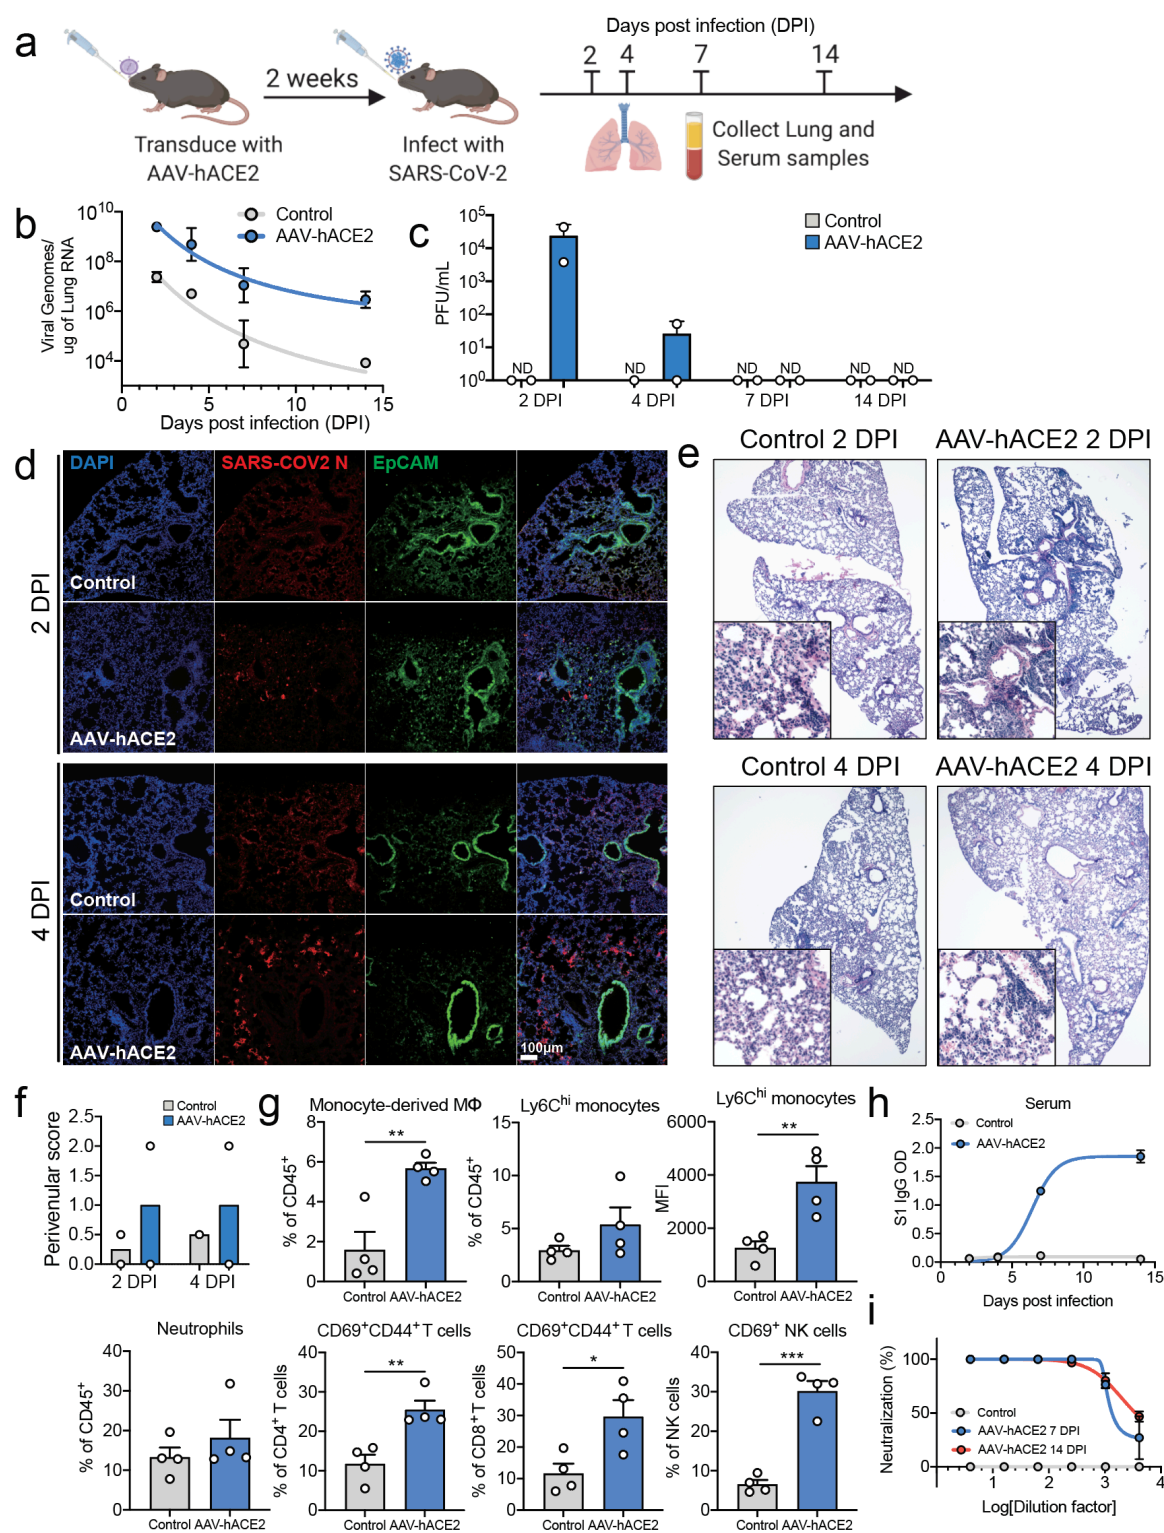 a
Days post infection (DPI)
2 4 7 14
2 weeks
Transduce with
AAV-hACE2
Infect with
SARS-CoV-2
Collect Lung and
Serum samples
b
Viral Genomes/
ug of Lung RNA
10^10
10^8
10^6
10^4
0 5 10 15
Days post infection (DPI)
Control
AAV-hACE2
c
PFU/mL
10^5
10^4
10^3
10^2
10^1
10^0
Control
AAV-hACE2
ND ND ND ND ND ND
2 DPI 4 DPI 7 DPI 14 DPI
d
DAPI SARS-COV2 N EpCAM
2 DPI
Control
AAV-hACE2
4 DPI
Control
AAV-hACE2
100µm
e
Control 2 DPI AAV-hACE2 2 DPI
Control 4 DPI AAV-hACE2 4 DPI
f
Control
AAV-hACE2
Perivenular score
2.5
2.0
1.5
1.0
0.5
0.0
2 DPI 4 DPI
g
Monocyte-derived MΦ
% of CD45+
8
6
4
2
0
**
Control AAV-hACE2
Ly6Chi monocytes
% of CD45+
15
10
5
0
Control AAV-hACE2
Ly6Chi monocytes
MFI
6000
4000
2000
0
**
Control AAV-hACE2
Neutrophils
% of CD45+
40
30
20
10
0
Control AAV-hACE2
CD69+CD44+ T cells
% of CD4+ T cells
40
30
20
10
0
**
Control AAV-hACE2
CD69+CD44+ T cells
% of CD8+T cells
50
40
30
20
10
0
*
Control AAV-hACE2
CD69+ NK cells
% of NK cells
40
30
20
10
0
***
Control AAV-hACE2
h
Serum
S1 IgG OD
2.5
2.0
1.5
1.0
0.5
0.0
Control
AAV-hACE2
0 5 10 15
Days post infection
i
Neutralization (%)
100
50
0
Control
AAV-hACE2 7 DPI
AAV-hACE2 14 DPI
1 2 3 4
Log[Dilution factor]